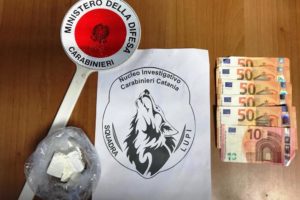 MINISTERO DELLA DIFESA
CARABINIERI
Nucleo Investigativo
Carabinieri Catania
SQUADRA
LUPI
50
50
50
50
50
10